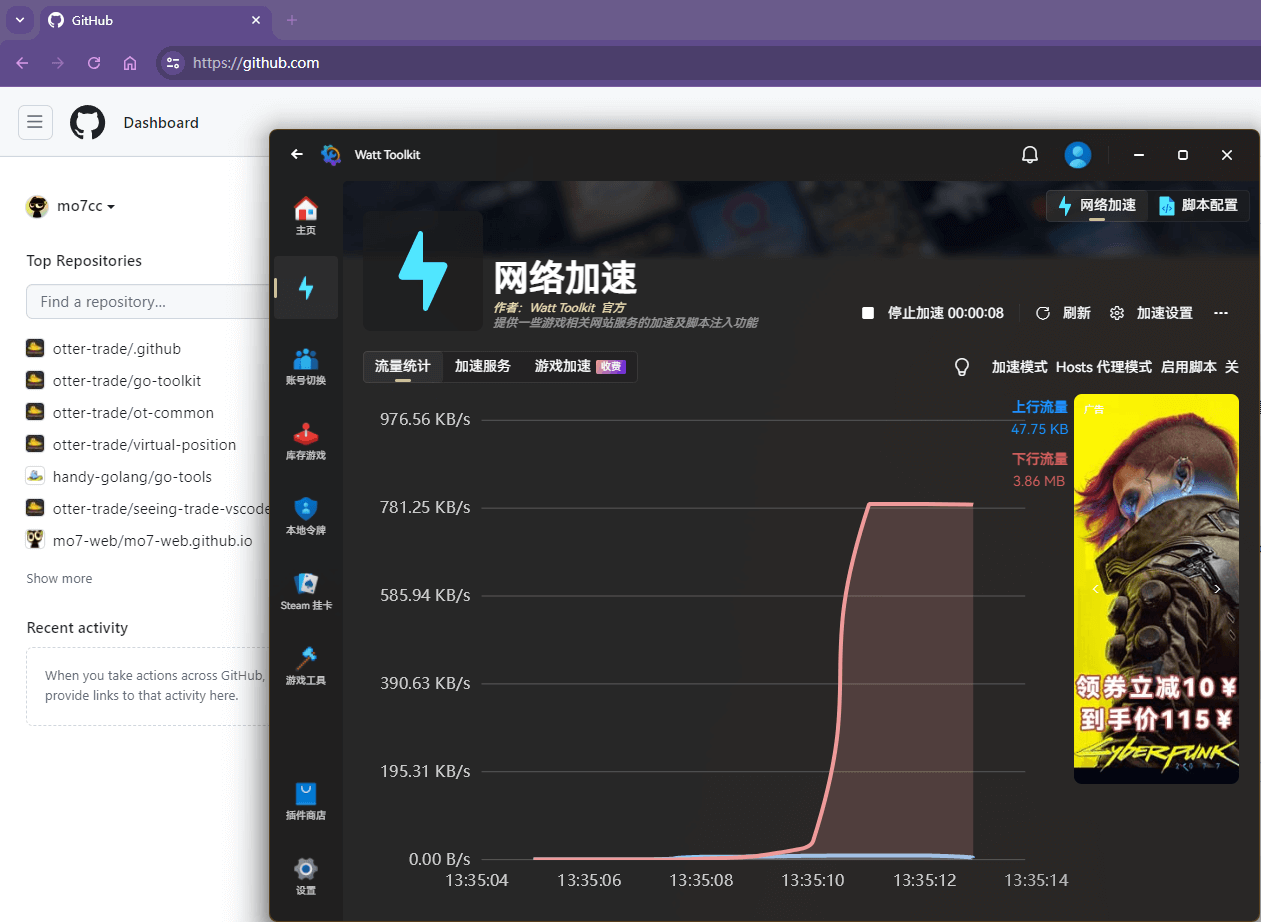 GitHub
https://github.com
Dashboard
mo7cc
Top Repositories
Find a repository...
otter-trade/.github
otter-trade/go-toolkit
otter-trade/ot-common
otter-trade/virtual-position
handy-golang/go-tools
otter-trade/seeing-trade-vscode
mo7-web/mo7-web.github.io
Show more
Recent activity
When you take actions across GitHub,
provide links to that activity here.
Watt Toolkit
主页
账号切换
库存游戏
本地令牌
Steam 挂卡
游戏工具
插件商店
设置
网络加速 脚本配置
网络加速
作者: Watt Toolkit 官方
提供一些游戏相关网站服务的加速及脚本注入功能
停止加速 00:00:08 刷新 加速设置
流量统计 加速服务 游戏加速 收费
加速模式 Hosts 代理模式 启用脚本 关
上行流量
47.75 KB
下行流量
3.86 MB
976.56 KB/s
781.25 KB/s
585.94 KB/s
390.63 KB/s
195.31 KB/s
0.00 B/s
13:35:04 13:35:06 13:35:08 13:35:10 13:35:12 13:35:14
广告
领券立减10¥
到手价115¥
Cyberpunk
2077